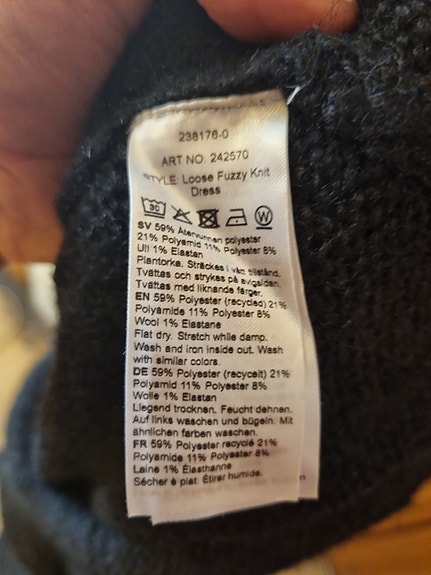 238176-0
ART NO: 242570
STYLE: Loose Fuzzy Knit
Dress
30
W
SV 59% Återvunnen polyester
21% Polyamid 11% Polyester 8%
Ull 1% Elastan
Plantorka. Sträckes i vått tillstånd.
Tvättas och strykes på avigsidan.
Tvättas med liknande färger.
EN 59% Polyester (recycled) 21%
Polyamide 11% Polyester 8%
Wool 1% Elastane
Flat dry. Stretch while damp.
Wash and iron inside out. Wash
with similar colors.
DE 59% Polyester (recycelt) 21%
Polyamid 11% Polyester 8%
Wolle 1% Elastan
Liegend trocknen. Feucht dehnen.
Auf links waschen und bügeln. Mit
ähnlichen farben waschen.
FR 59% Polyester recyclé 21%
Polyamide 11% Polyester 8%
Laine 1% Élasthanne
Sécher à plat. Étirer humide.